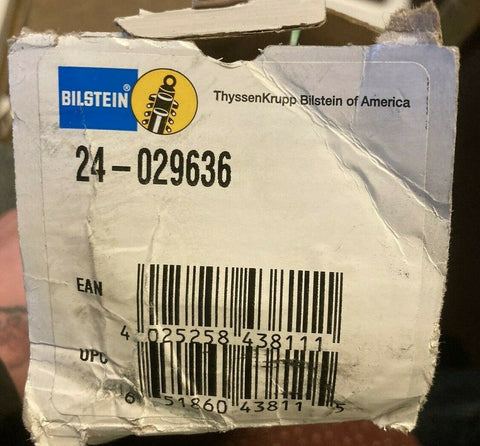 BILSTEIN® ThyssenKrupp Bilstein of America
24-029636
EAN
4 025258 438111
UPC
6 51860 43811 5